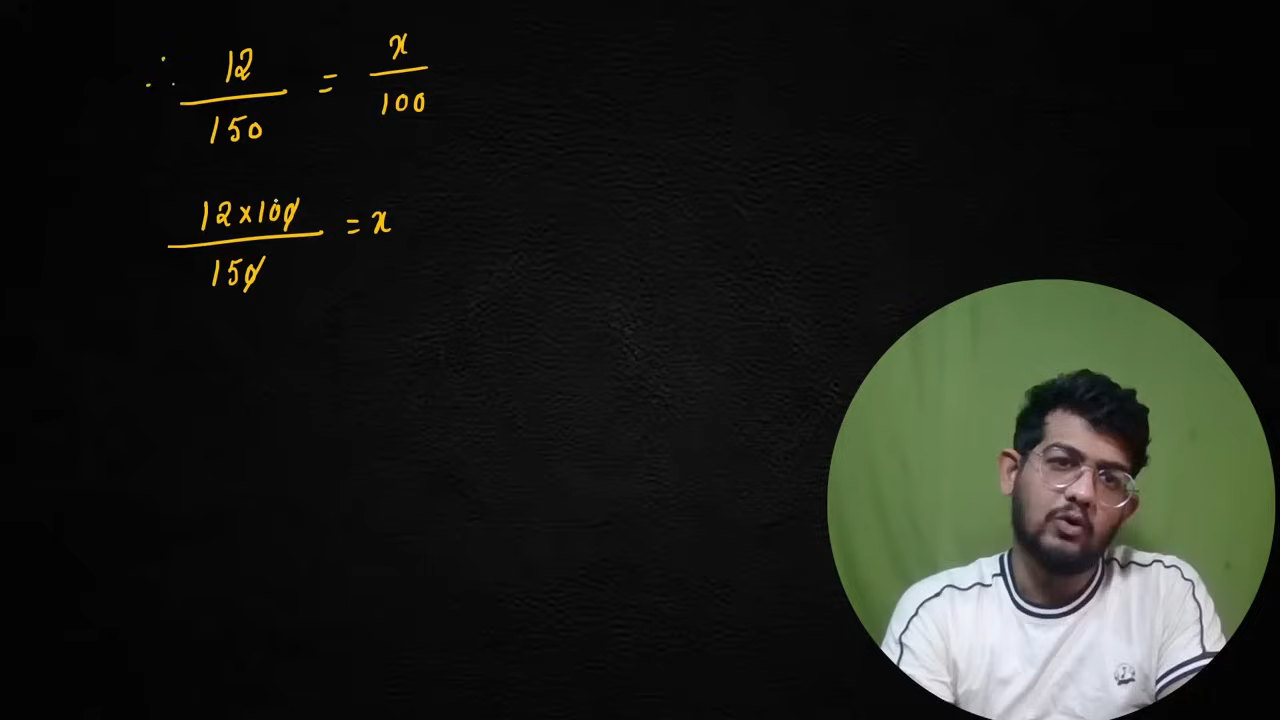 ∴ 12/150 = x/100
12×100/150 = x